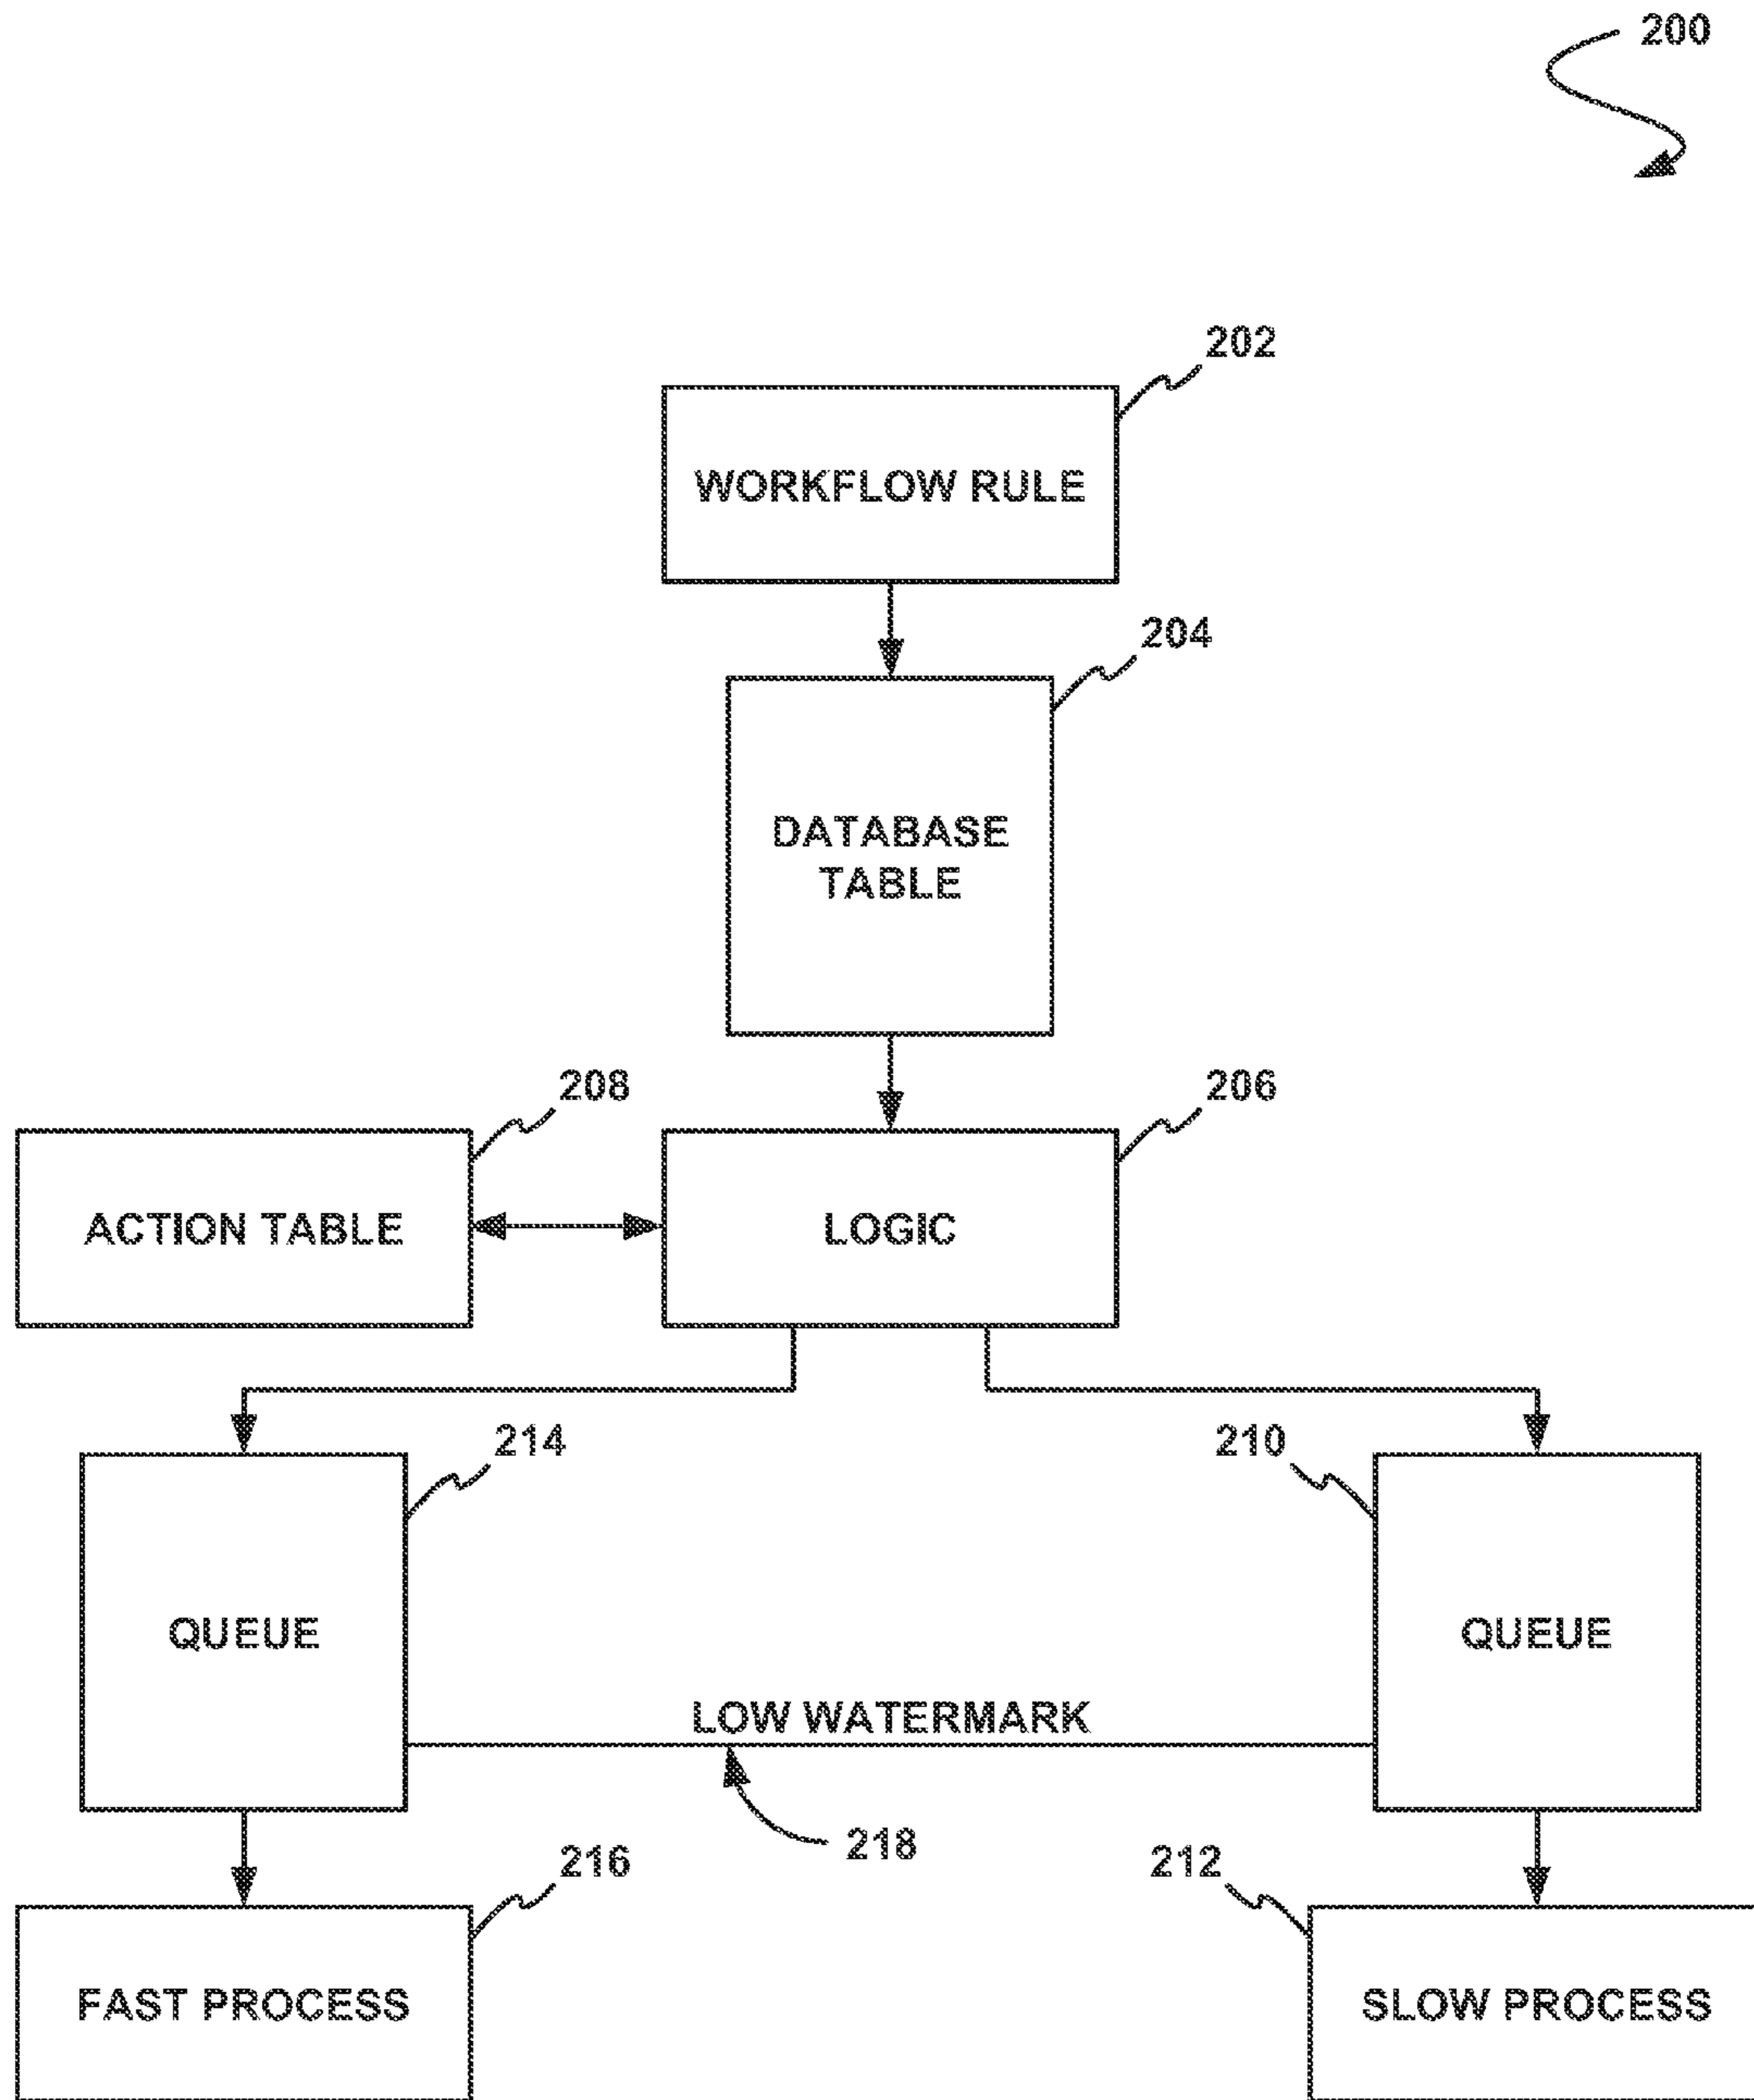 200
202
WORKFLOW RULE
204
DATABASE
TABLE
208
206
ACTION TABLE
LOGIC
214
210
QUEUE
QUEUE
LOW WATERMARK
218
216
212
FAST PROCESS
SLOW PROCESS